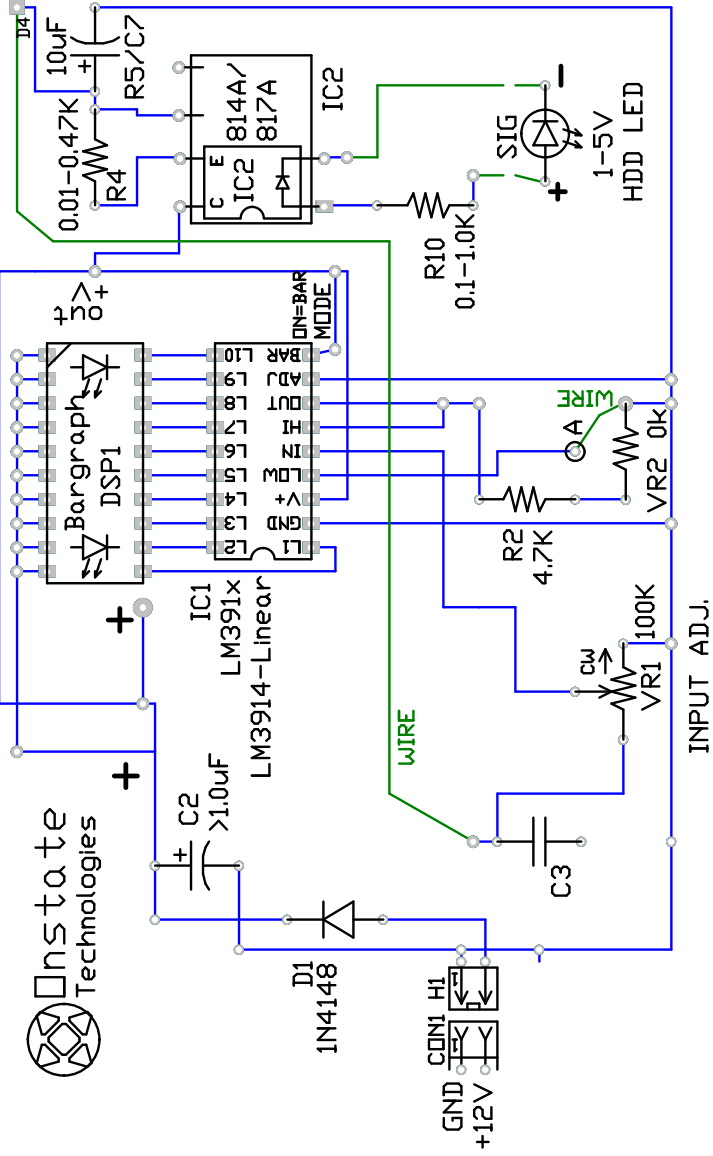 D4
10uF
+
R5/C7
0.01-0.47K
R4
814A/
817A
IC2
E
IC2
C
SIG
-
+
1-5V
HDD LED
R10
0.1-1.0K
+V
out
ON=BAR
MODE
Bargraph
DSP1
L10
L9
L8
L7
L6
L5
L4
L3
L2
BAR
ADJ
OUT
HI
IN
LOW
V+
GND
L1
WIRE
A
0K
VR2
R2
4.7K
+
IC1
LM391x
LM3914-Linear
100K
CW
VR1
INPUT ADJ.
WIRE
+
C2
>1.0uF
+
C3
Onstate
Technologies
D1
1N4148
H1
1
CON1
1
GND
+12V